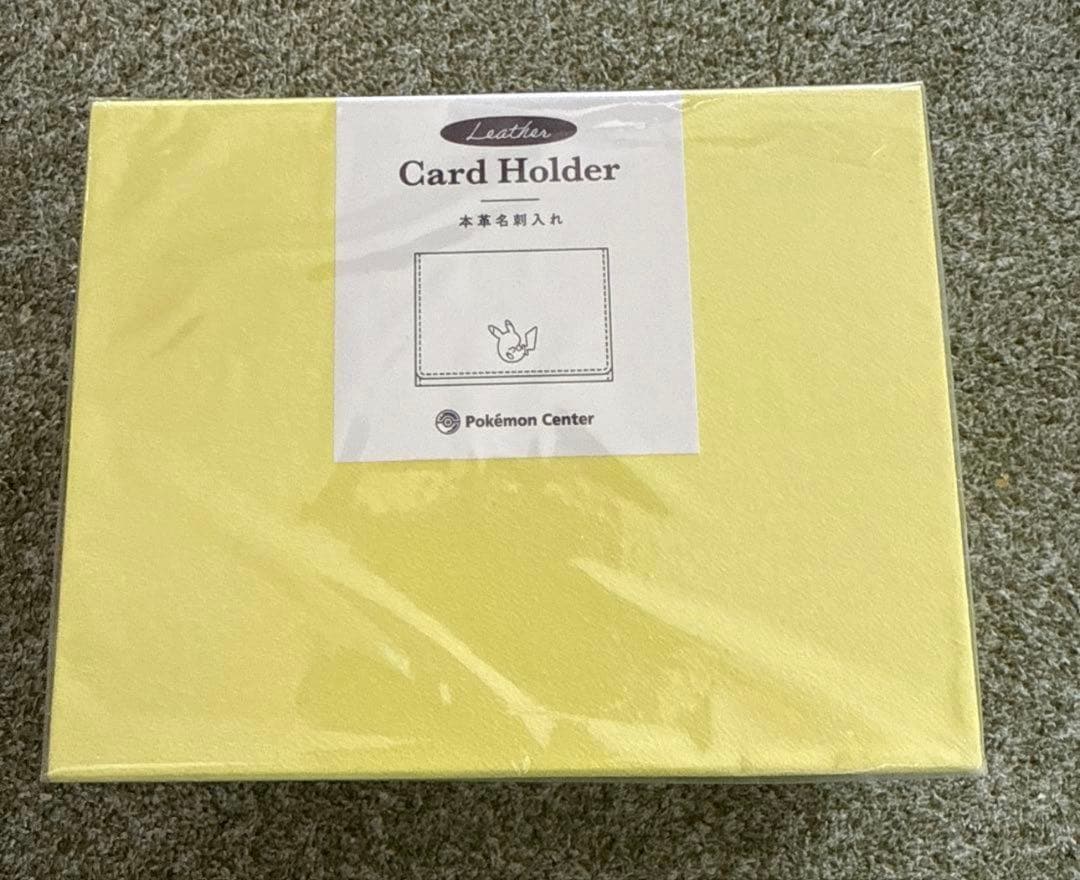 Leather
Card Holder
本革名刺入れ
Pokémon Center